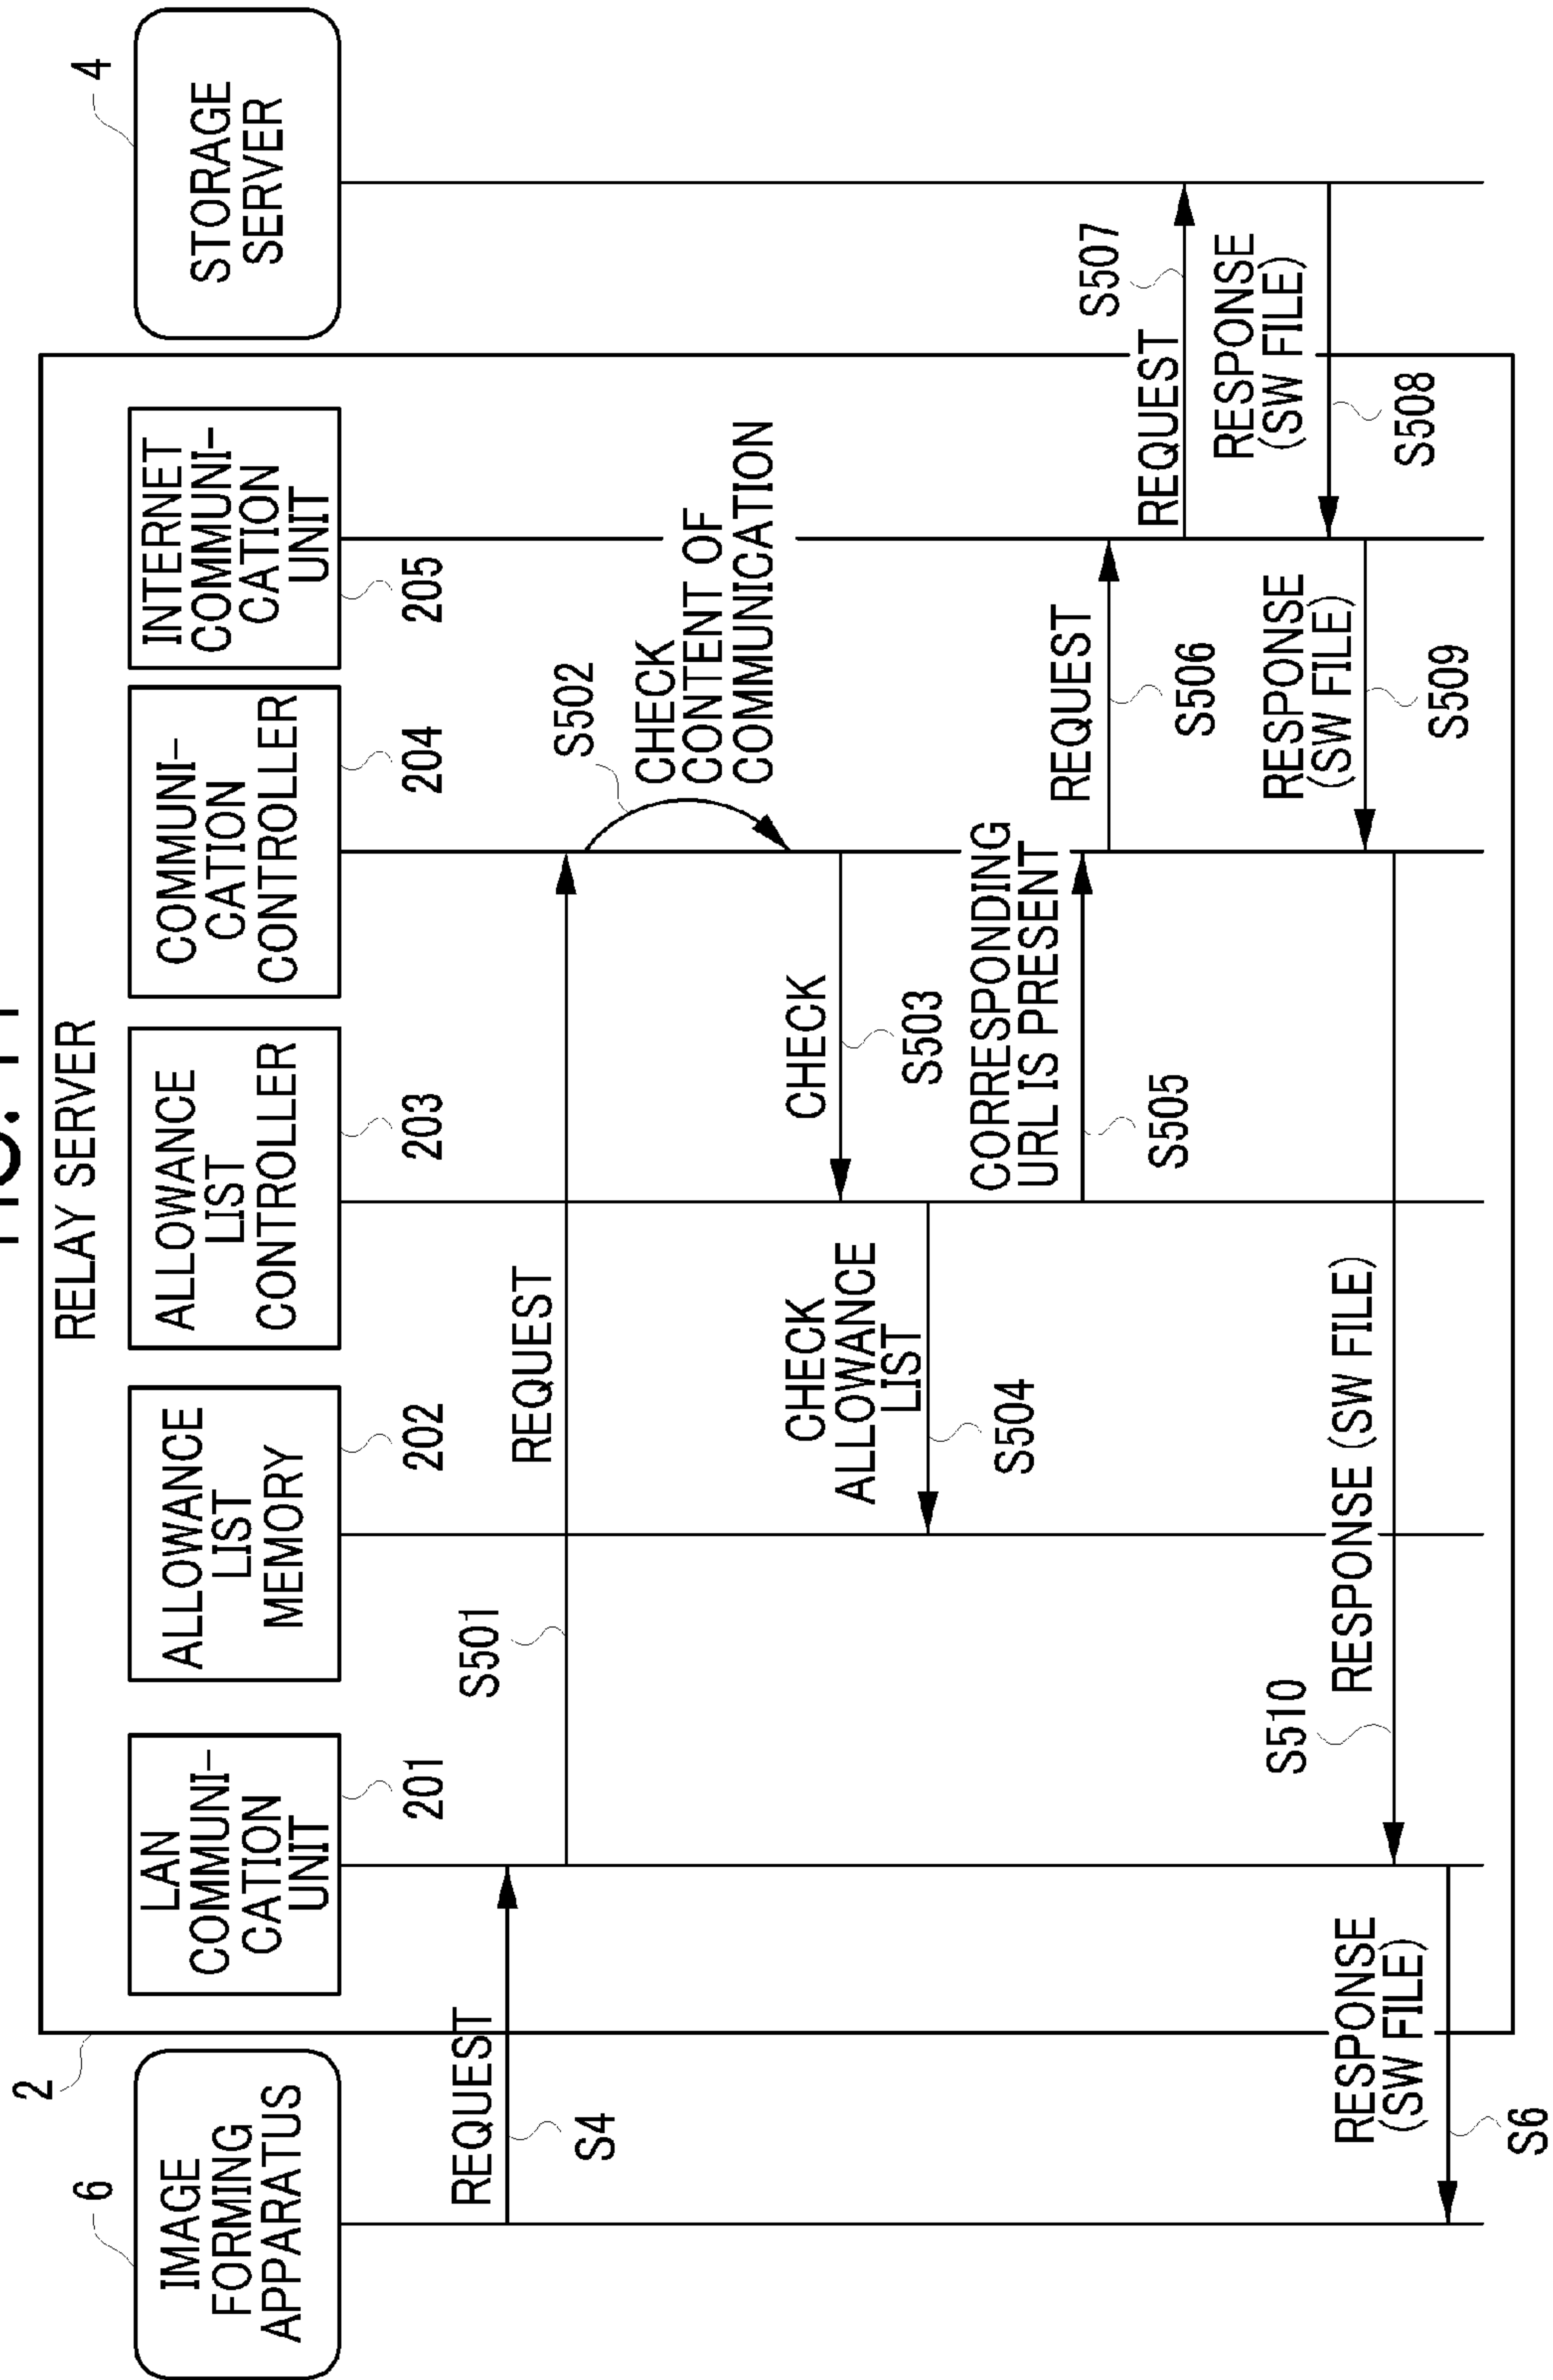 FIG. 11
RELAY SERVER
2
6
IMAGE
FORMING
APPARATUS
LAN
COMMUNI-
CATION
UNIT
201
ALLOWANCE
LIST
MEMORY
202
ALLOWANCE
LIST
CONTROLLER
203
COMMUNI-
CATION
CONTROLLER
204
INTERNET
COMMUNI-
CATION
UNIT
205
4
STORAGE
SERVER
REQUEST
S4
S501
REQUEST
S502
CHECK
CONTENT OF
COMMUNICATION
CHECK
S503
CHECK
ALLOWANCE
LIST
S504
CORRESPONDING
URL IS PRESENT
S505
REQUEST
S506
REQUEST
S507
RESPONSE
(SW FILE)
S508
RESPONSE
(SW FILE)
S509
S510
RESPONSE (SW FILE)
RESPONSE
(SW FILE)
S6